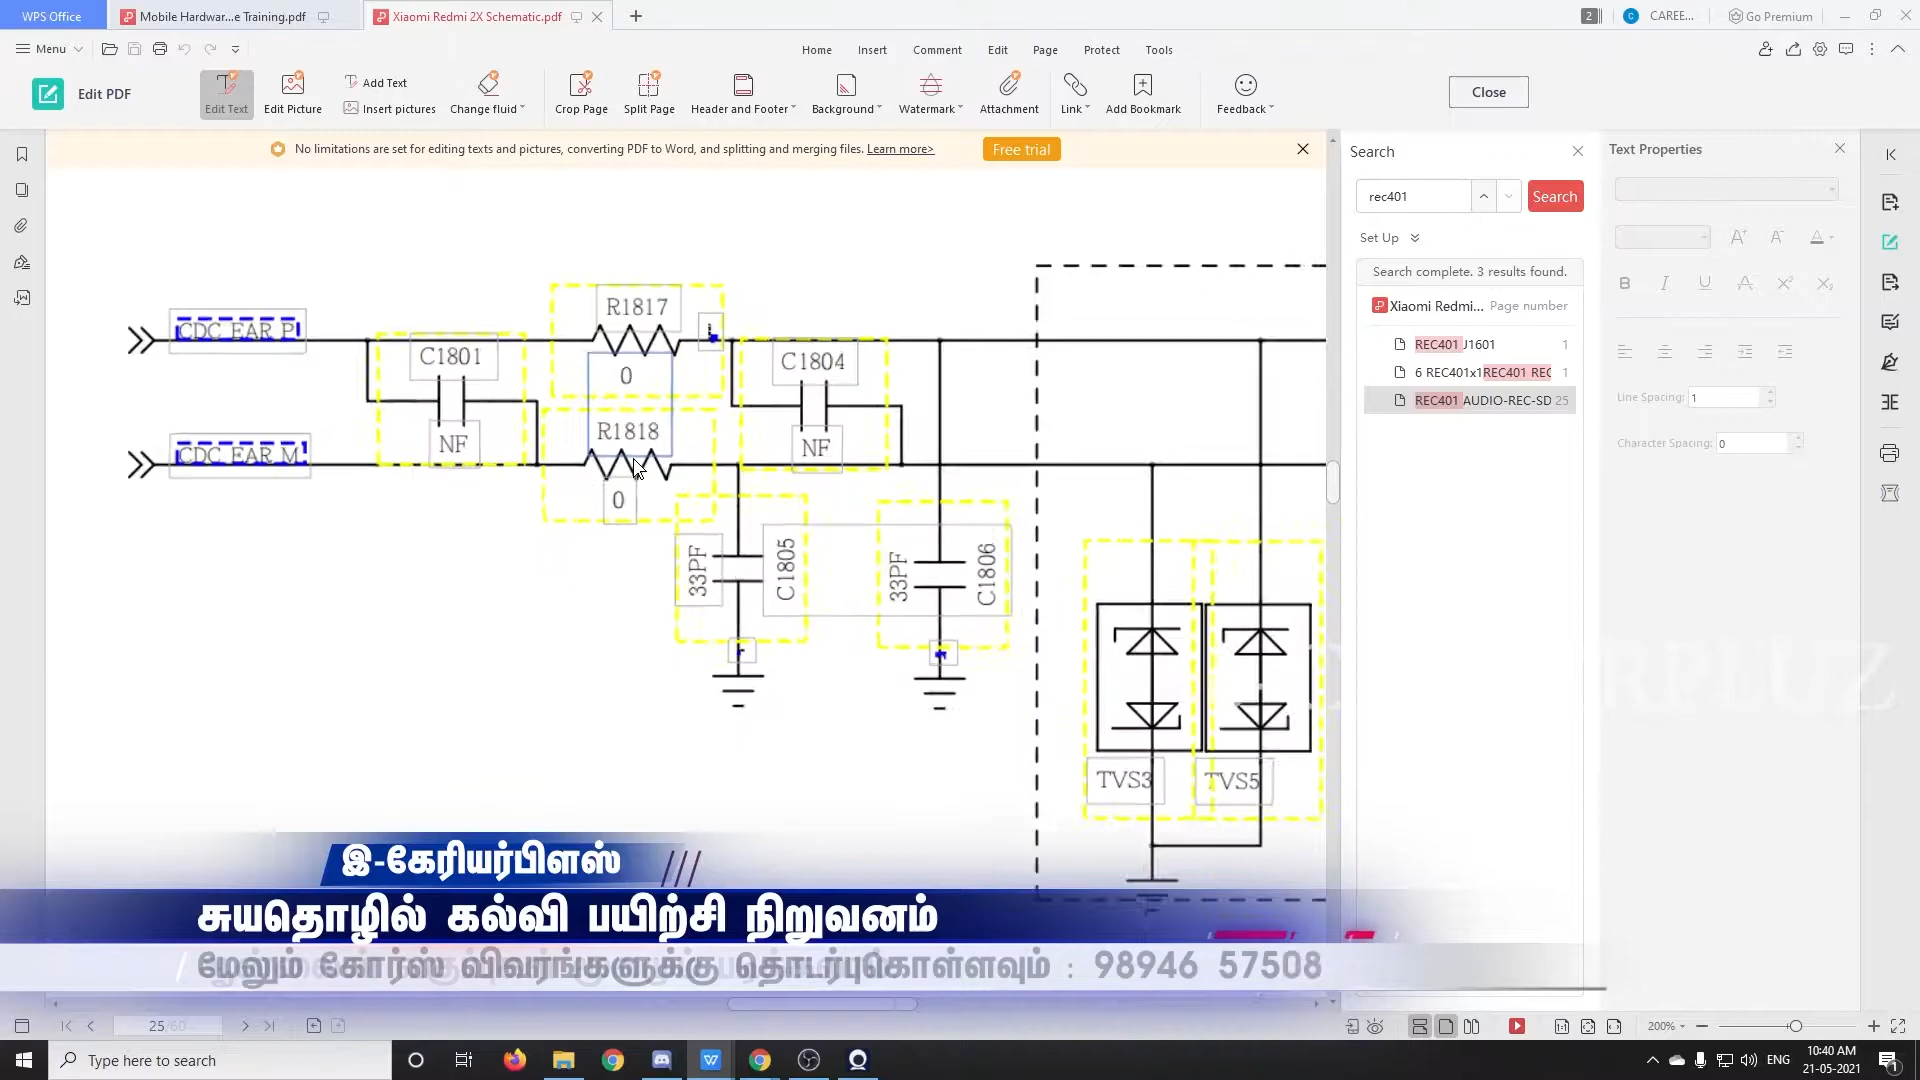 WPS Office
Mobile Hardwar...e Training.pdf
Xiaomi Redmi 2X Schematic.pdf
2
C
CAREE...
Go Premium
Menu
Home
Insert
Comment
Edit
Page
Protect
Tools
Edit PDF
Edit Text
Edit Picture
Add Text
Insert pictures
Change fluid
Crop Page
Split Page
Header and Footer
Background
Watermark
Attachment
Link
Add Bookmark
Feedback
Close
No limitations are set for editing texts and pictures, converting PDF to Word, and splitting and merging files. Learn more>
Free trial
Search
rec401
Search
Set Up
Search complete. 3 results found.
Xiaomi Redmi... Page number
REC401 J1601 1
6 REC401x1REC401 REC 1
REC401 AUDIO-REC-SD 25
Text Properties
B I U A X² X₂
Line Spacing: 1
Character Spacing: 0
CDC_EAR_P
CDC_EAR_M
C1801
NF
R1817
0
R1818
0
C1804
NF
33PF
C1805
33PF
C1806
TVS3
TVS5
இ-கேரியர்பிளஸ்
சுயதொழில் கல்வி பயிற்சி நிறுவனம்
மேலும் கோர்ஸ் விவரங்களுக்கு தொடர்புகொள்ளவும் : 98946 57508
25/60
200%
Type here to search
ENG
10:40 AM
21-05-2021
1